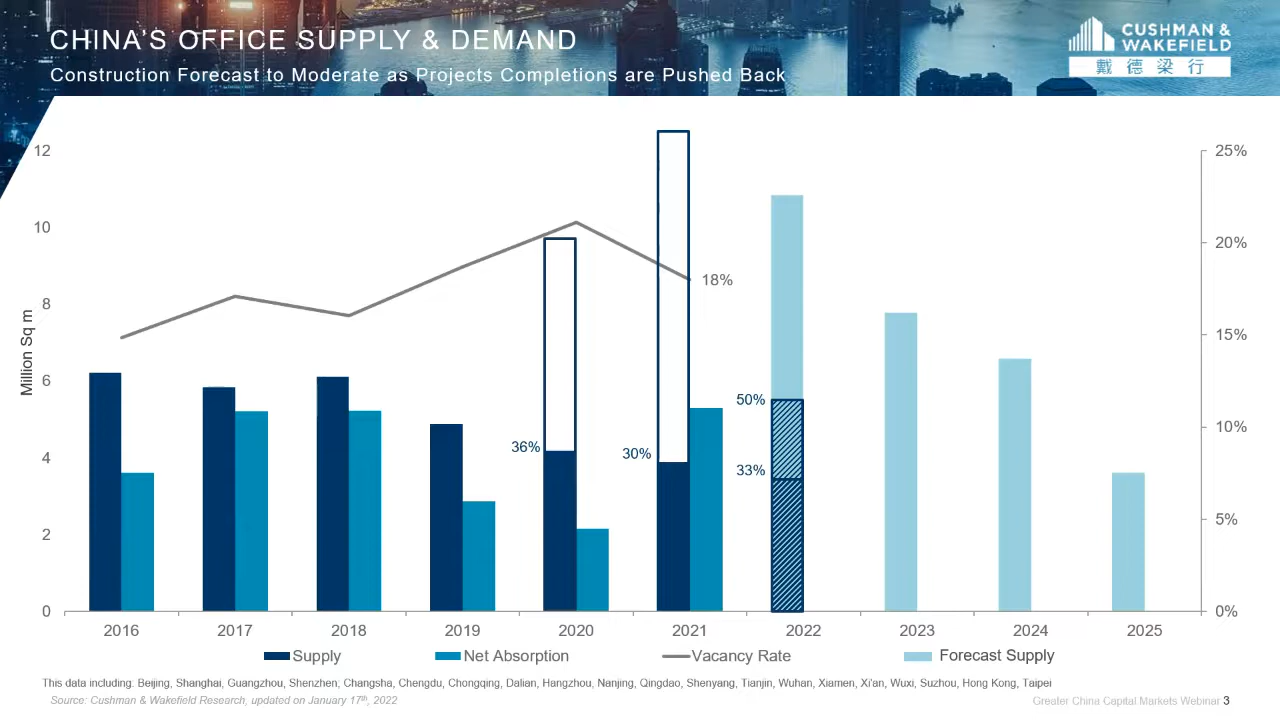 CHINA'S OFFICE SUPPLY & DEMAND
Construction Forecast to Moderate as Projects Completions are Pushed Back
CUSHMAN &
WAKEFIELD
戴德梁行
12
10
8
6
4
2
0
Million Sq m
25%
20%
15%
10%
5%
0%
18%
36%
30%
50%
33%
2016 2017 2018 2019 2020 2021 2022 2023 2024 2025
Supply Net Absorption Vacancy Rate Forecast Supply
This data including: Beijing, Shanghai, Guangzhou, Shenzhen, Changsha, Chengdu, Chongqing, Dalian, Hangzhou, Nanjing, Qingdao, Shenyang, Tianjin, Wuhan, Xiamen, Xi'an, Wuxi, Suzhou, Hong Kong, Taipei
Source: Cushman & Wakefield Research, updated on January 17th, 2022
Greater China Capital Markets Webinar 3